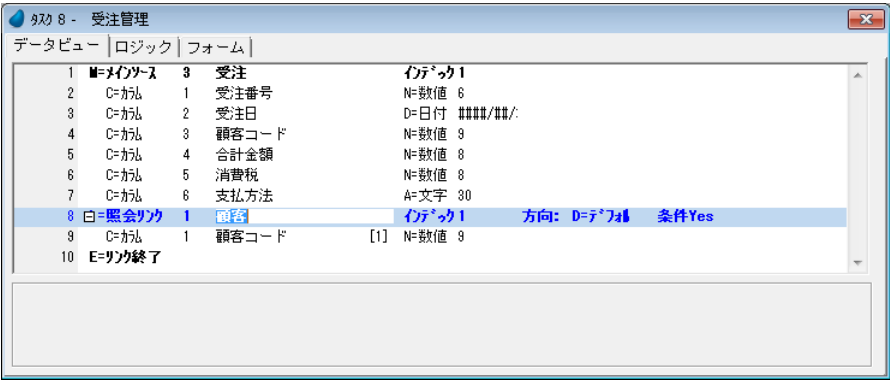 ﾀｽｸ 8 - 受注管理
データビュー ロジック フォーム
1 M=ﾒｲﾝｿｰｽ 3 受注 ｲﾝﾃﾞｯｸ 1
2 C=ｶﾗﾑ 1 受注番号 N=数値 6
3 C=ｶﾗﾑ 2 受注日 D=日付 ####/##/:
4 C=ｶﾗﾑ 3 顧客コード N=数値 9
5 C=ｶﾗﾑ 4 合計金額 N=数値 8
6 C=ｶﾗﾑ 5 消費税 N=数値 8
7 C=ｶﾗﾑ 6 支払方法 A=文字 30
8 =照会ﾘﾝｸ 1 顧客 ｲﾝﾃﾞｯｸ 1 方向: D=ﾃﾞﾌｫﾙ 条件Yes
9 C=ｶﾗﾑ 1 顧客コード [1] N=数値 9
10 E=ﾘﾝｸ終了